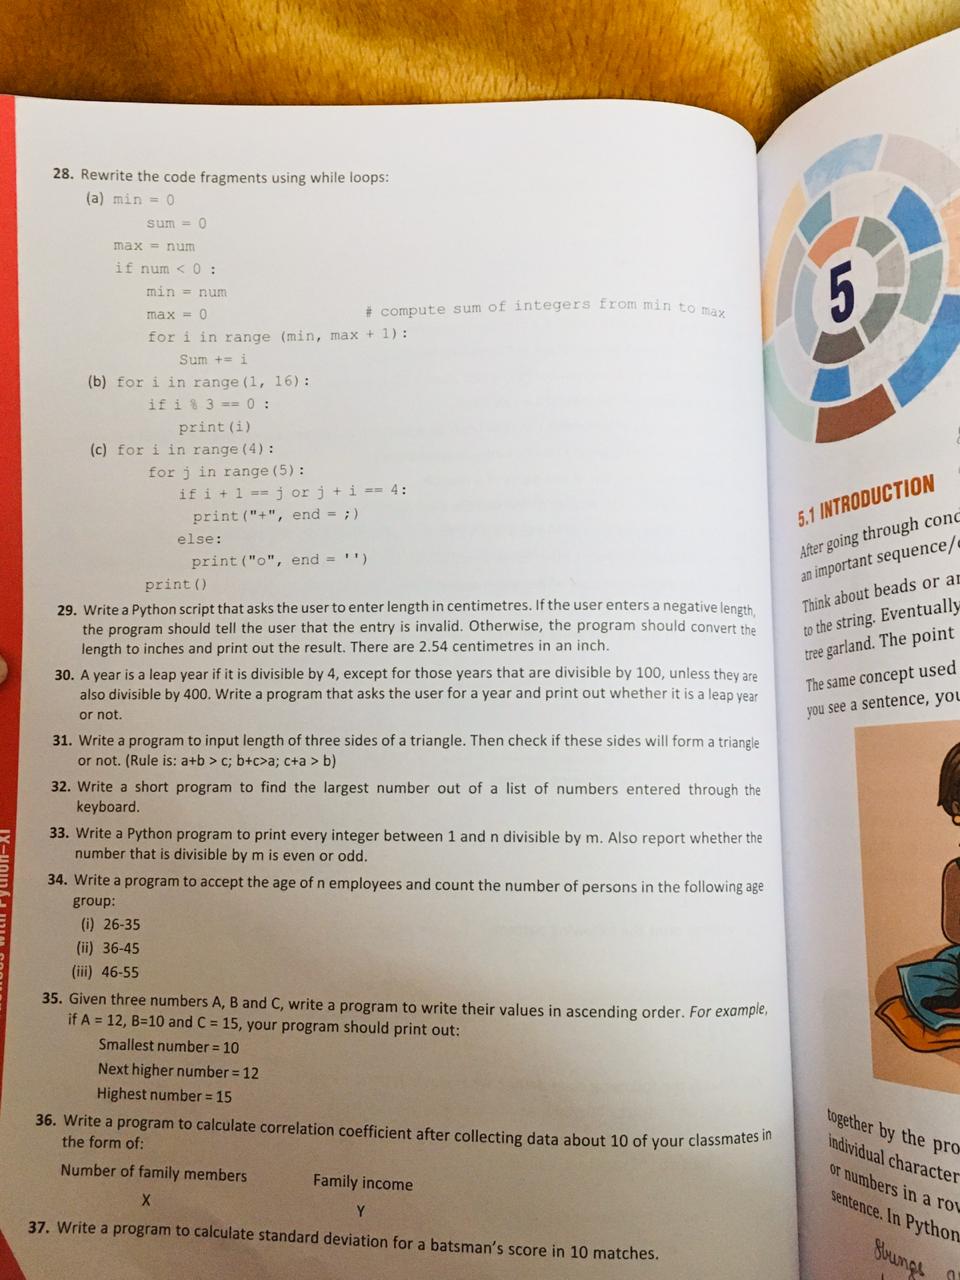 28. Rewrite the code fragments using while loops:
(a) min = 0
sum = 0
max = num
if num < 0 :
min = num
max = 0 # compute sum of integers from min to max
for i in range (min, max + 1) :
Sum += i
(b) for i in range(1, 16) :
if i % 3 == 0 :
print(i)
(c) for i in range(4) :
for j in range(5) :
if i + 1 == j or j + i == 4:
print("+", end = ;)
else:
print("o", end = '')
print()
29. Write a Python script that asks the user to enter length in centimetres. If the user enters a negative length,
the program should tell the user that the entry is invalid. Otherwise, the program should convert the
length to inches and print out the result. There are 2.54 centimetres in an inch.
30. A year is a leap year if it is divisible by 4, except for those years that are divisible by 100, unless they are
also divisible by 400. Write a program that asks the user for a year and print out whether it is a leap year
or not.
31. Write a program to input length of three sides of a triangle. Then check if these sides will form a triangle
or not. (Rule is: a+b > c; b+c>a; c+a > b)
32. Write a short program to find the largest number out of a list of numbers entered through the
keyboard.
33. Write a Python program to print every integer between 1 and n divisible by m. Also report whether the
number that is divisible by m is even or odd.
34. Write a program to accept the age of n employees and count the number of persons in the following age
group:
(i) 26-35
(ii) 36-45
(iii) 46-55
35. Given three numbers A, B and C, write a program to write their values in ascending order. For example,
if A = 12, B=10 and C = 15, your program should print out:
Smallest number = 10
Next higher number = 12
Highest number = 15
36. Write a program to calculate correlation coefficient after collecting data about 10 of your classmates in
the form of:
Number of family members Family income
X Y
37. Write a program to calculate standard deviation for a batsman's score in 10 matches.
with Python–XI
5
5.1 INTRODUCTION
After going through
an important sequence/
Think about beads or
to the string. Eventually
tree garland. The point
The same concept used
you see a sentence,
together by the
individual
or numbers in a
sentence. In Python